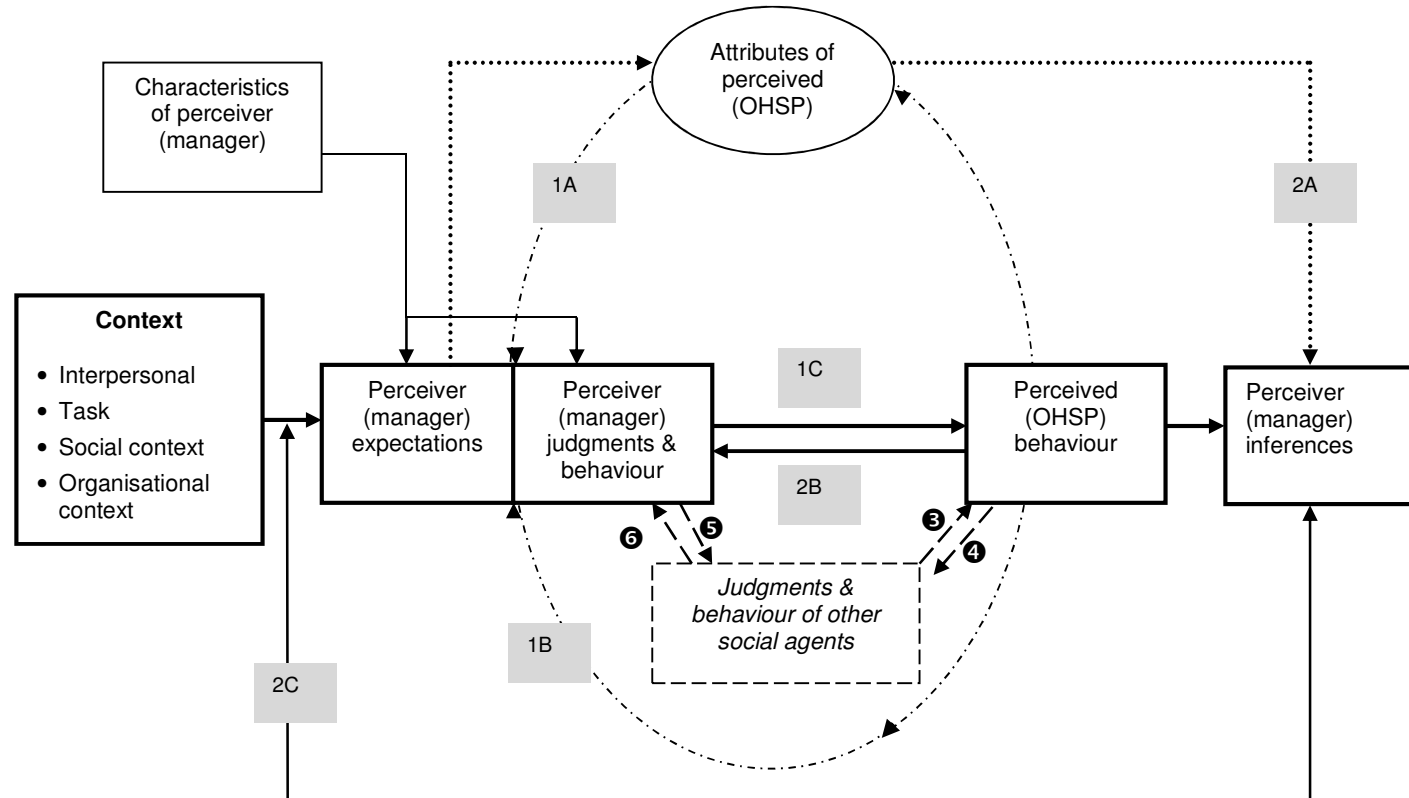 Attributes of
perceived
(OHSP)
Characteristics
of perceiver
(manager)
1A
2A
Context
• Interpersonal
• Task
• Social context
• Organisational
context
Perceiver
(manager)
expectations
Perceiver
(manager)
judgments &
behaviour
1C
2B
Perceived
(OHSP)
behaviour
Perceiver
(manager)
inferences
❻
❺
❸
❹
Judgments &
behaviour of other
social agents
1B
2C